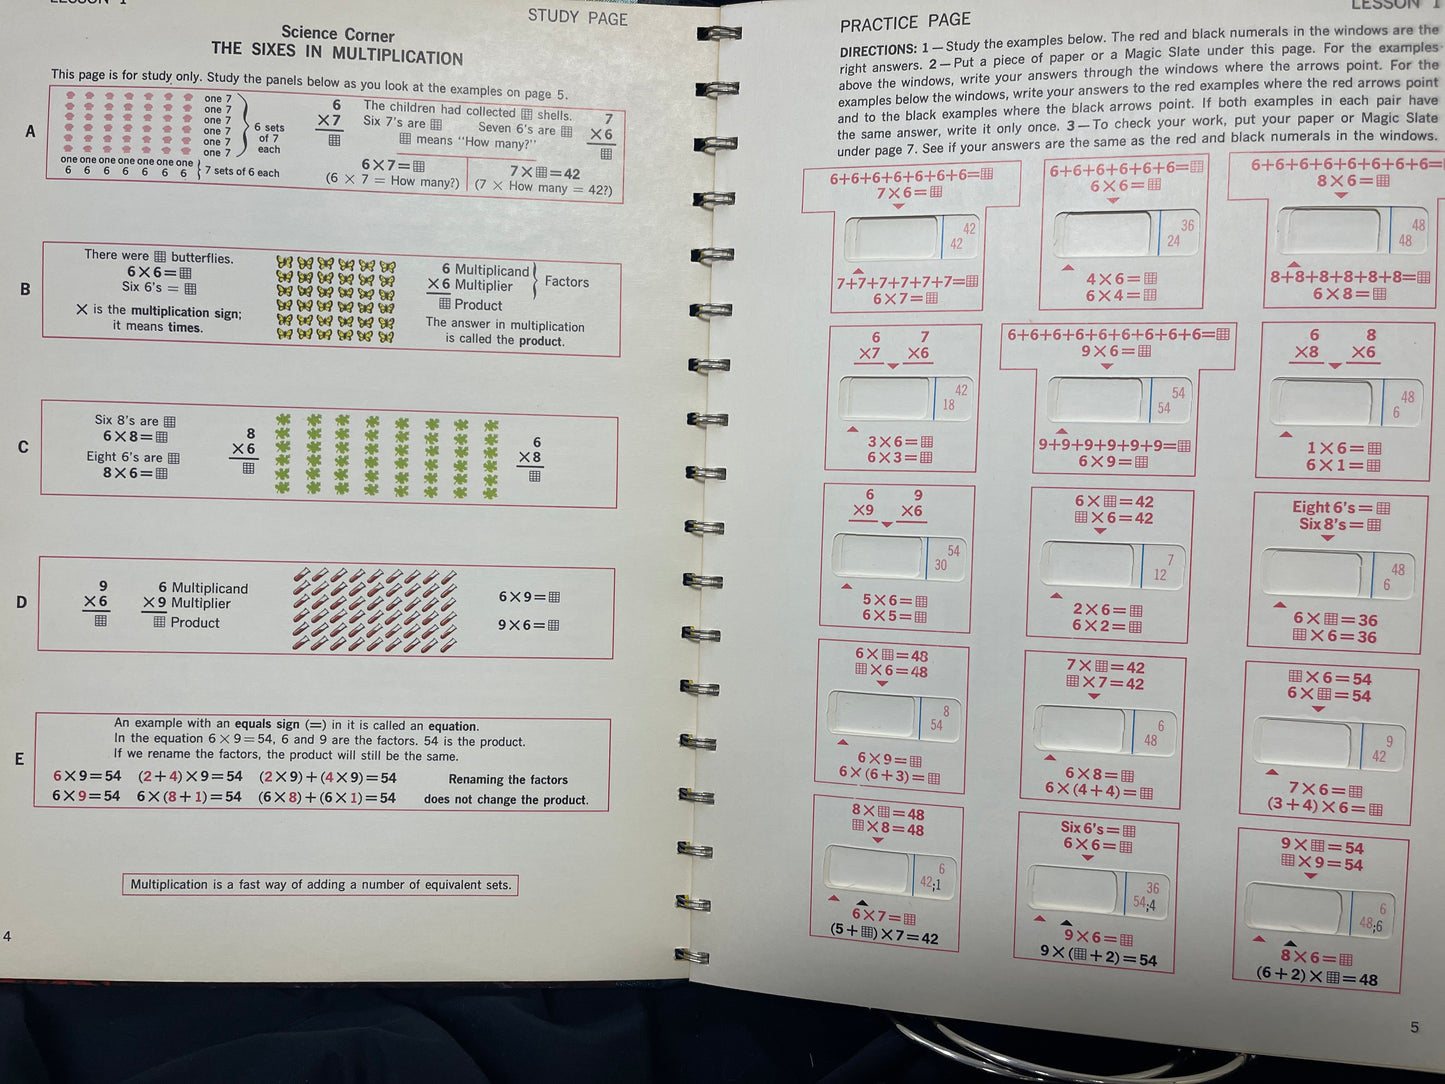 LESSON 1
STUDY PAGE
Science Corner
THE SIXES IN MULTIPLICATION
This page is for study only. Study the panels below as you look at the examples on page 5.
A
one 7
one 7
one 7
one 7
one 7
one 7
6 sets
of 7
each
one one one one one one one
6 6 6 6 6 6 6
7 sets of 6 each
6
×7
▦
The children had collected ▦ shells.
Six 7's are ▦
Seven 6's are ▦
▦ means "How many?"
7
×6
▦
6×7=▦
(6 × 7 = How many?)
7×▦=42
(7 × How many = 42?)
B
There were ▦ butterflies.
6×6=▦
Six 6's = ▦
× is the multiplication sign;
it means times.
6 Multiplicand
×6 Multiplier
▦ Product
Factors
The answer in multiplication
is called the product.
C
Six 8's are ▦
6×8=▦
Eight 6's are ▦
8×6=▦
8
×6
▦
6
×8
▦
D
9
×6
▦
6 Multiplicand
×9 Multiplier
▦ Product
6×9=▦
9×6=▦
E
An example with an equals sign (=) in it is called an equation.
In the equation 6×9=54, 6 and 9 are the factors. 54 is the product.
If we rename the factors, the product will still be the same.
6×9=54 (2+4)×9=54 (2×9)+(4×9)=54
6×9=54 6×(8+1)=54 (6×8)+(6×1)=54
Renaming the factors
does not change the product.
Multiplication is a fast way of adding a number of equivalent sets.
4
LESSON 1
PRACTICE PAGE
DIRECTIONS: 1—Study the examples below. The red and black numerals in the windows are the
right answers. 2—Put a piece of paper or a Magic Slate under this page. For the examples
above the windows, write your answers through the windows where the arrows point. For the
examples below the windows, write your answers to the red examples where the red arrows point
and to the black examples where the black arrows point. If both examples in each pair have
the same answer, write it only once. 3—To check your work, put your paper or Magic Slate
under page 7. See if your answers are the same as the red and black numerals in the windows.
6+6+6+6+6+6+6=▦
7×6=▦
42
42
7+7+7+7+7+7=▦
6×7=▦
6+6+6+6+6+6=▦
6×6=▦
36
24
4×6=▦
6×4=▦
6+6+6+6+6+6+6+6=
8×6=▦
48
48
8+8+8+8+8+8=▦
6×8=▦
6 7
×7 ×6
42
18
3×6=▦
6×3=▦
6+6+6+6+6+6+6+6+6=▦
9×6=▦
54
54
9+9+9+9+9+9=▦
6×9=▦
6 8
×8 ×6
48
6
1×6=▦
6×1=▦
6 9
×9 ×6
54
30
5×6=▦
6×5=▦
6×▦=42
▦×6=42
7
12
2×6=▦
6×2=▦
Eight 6's=▦
Six 8's=▦
48
6
6×▦=36
▦×6=36
6×▦=48
▦×6=48
8
54
6×9=▦
6×(6+3)=▦
7×▦=42
▦×7=42
6
48
6×8=▦
6×(4+4)=▦
▦×6=54
6×▦=54
9
42
7×6=▦
(3+4)×6=▦
8×▦=48
▦×8=48
6
42;1
6×7=▦
(5+▦)×7=42
Six 6's=▦
6×6=▦
36
54;4
9×6=▦
9×(▦+2)=54
9×▦=54
▦×9=54
6
48;6
8×6=▦
(6+2)×▦=48
5